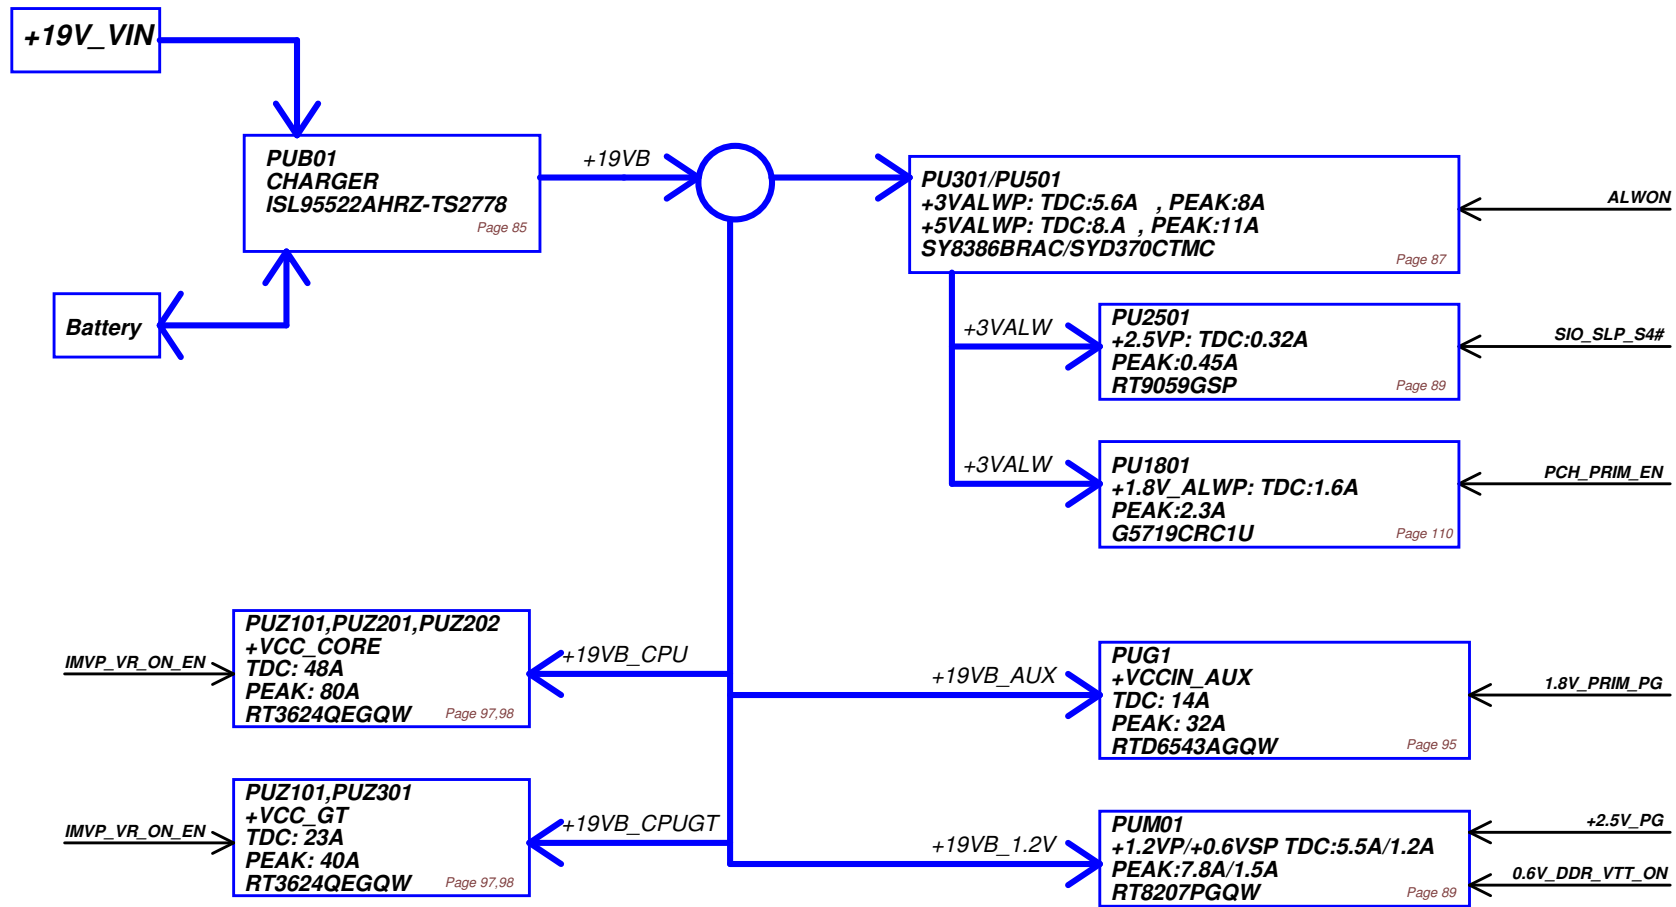 +19V_VIN
PUB01
CHARGER
ISL95522AHRZ-TS2778
Page 85
+19VB
Battery
PU301/PU501
+3VALWP: TDC:5.6A , PEAK:8A
+5VALWP: TDC:8.A , PEAK:11A
SY8386BRAC/SYD370CTMC
Page 87
ALWON
+3VALW
PU2501
+2.5VP: TDC:0.32A
PEAK:0.45A
RT9059GSP
Page 89
SIO_SLP_S4#
+3VALW
PU1801
+1.8V_ALWP: TDC:1.6A
PEAK:2.3A
G5719CRC1U
Page 110
PCH_PRIM_EN
IMVP_VR_ON_EN
PUZ101,PUZ201,PUZ202
+VCC_CORE
TDC: 48A
PEAK: 80A
RT3624QEGQW
Page 97,98
+19VB_CPU
+19VB_AUX
PUG1
+VCCIN_AUX
TDC: 14A
PEAK: 32A
RTD6543AGQW
Page 95
1.8V_PRIM_PG
IMVP_VR_ON_EN
PUZ101,PUZ301
+VCC_GT
TDC: 23A
PEAK: 40A
RT3624QEGQW
Page 97,98
+19VB_CPUGT
+19VB_1.2V
PUM01
+1.2VP/+0.6VSP TDC:5.5A/1.2A
PEAK:7.8A/1.5A
RT8207PGQW
Page 89
+2.5V_PG
0.6V_DDR_VTT_ON